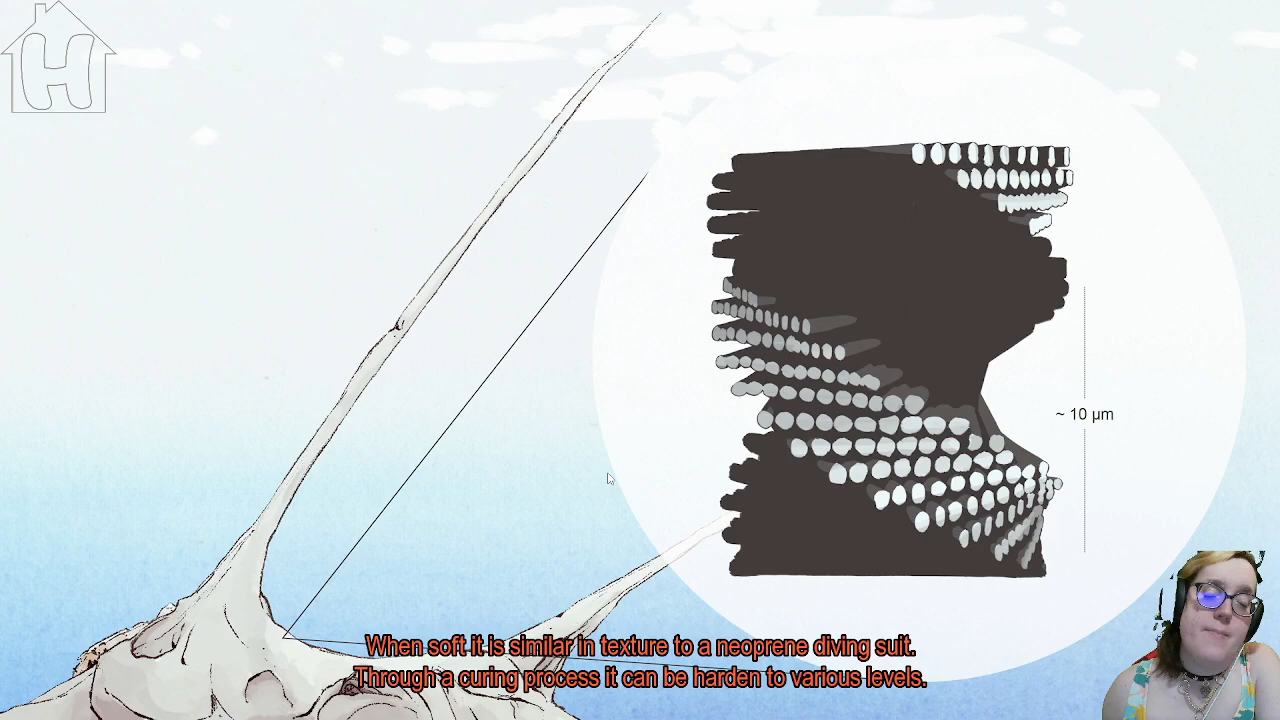 H
~ 10 μm
When soft it is similar in texture to a neoprene diving suit.
Through a curing process it can be harden to various levels.